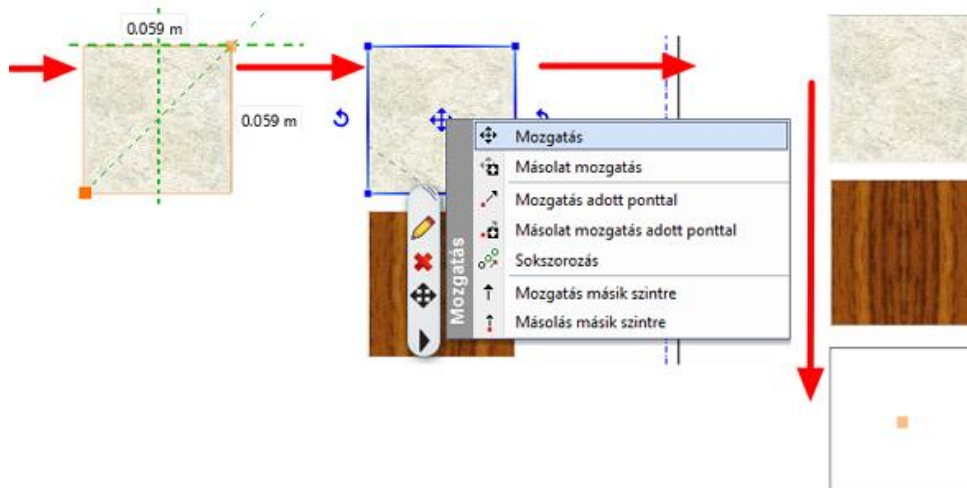 0.059 m
0.059 m
Mozgatás
Mozgatás
Másolat mozgatás
Mozgatás adott ponttal
Másolat mozgatás adott ponttal
Sokszorozás
Mozgatás másik szintre
Másolás másik szintre